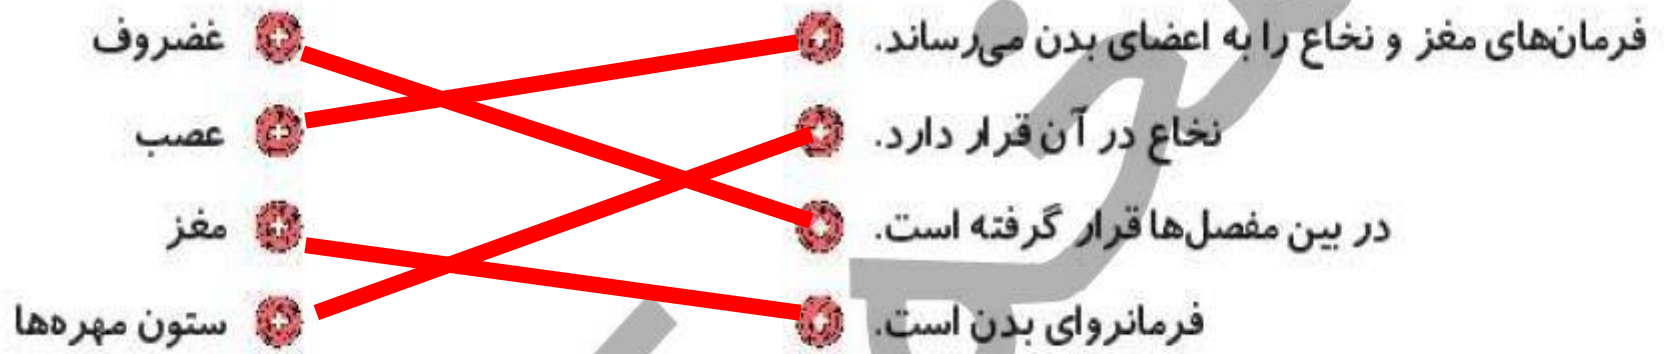 فرمان‌های مغز و نخاع را به اعضای بدن می‌رساند. غضروف
نخاع در آن قرار دارد. عصب
در بین مفصل‌ها قرار گرفته است. مغز
فرمانروای بدن است. ستون مهره‌ها